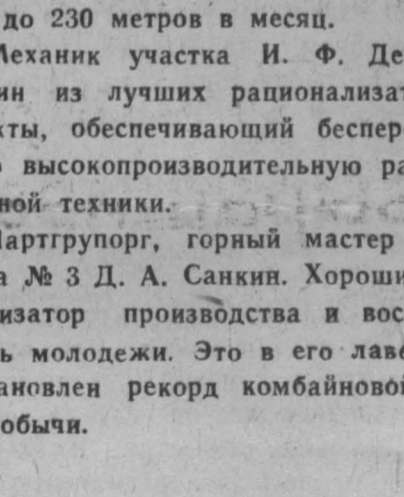 до 230 метров в месяц.
Механик участка И. Ф. Де
ин из лучших рационализат
кты, обеспечивающий беспер
высокопроизводительную ра
ной техники.
Партгрупорг, горный мастер
а № 3 Д. А. Санкин. Хороши
изатор производства и вос
ь молодежи. Это в его лаве
ановлен рекорд комбайновой
обычи.